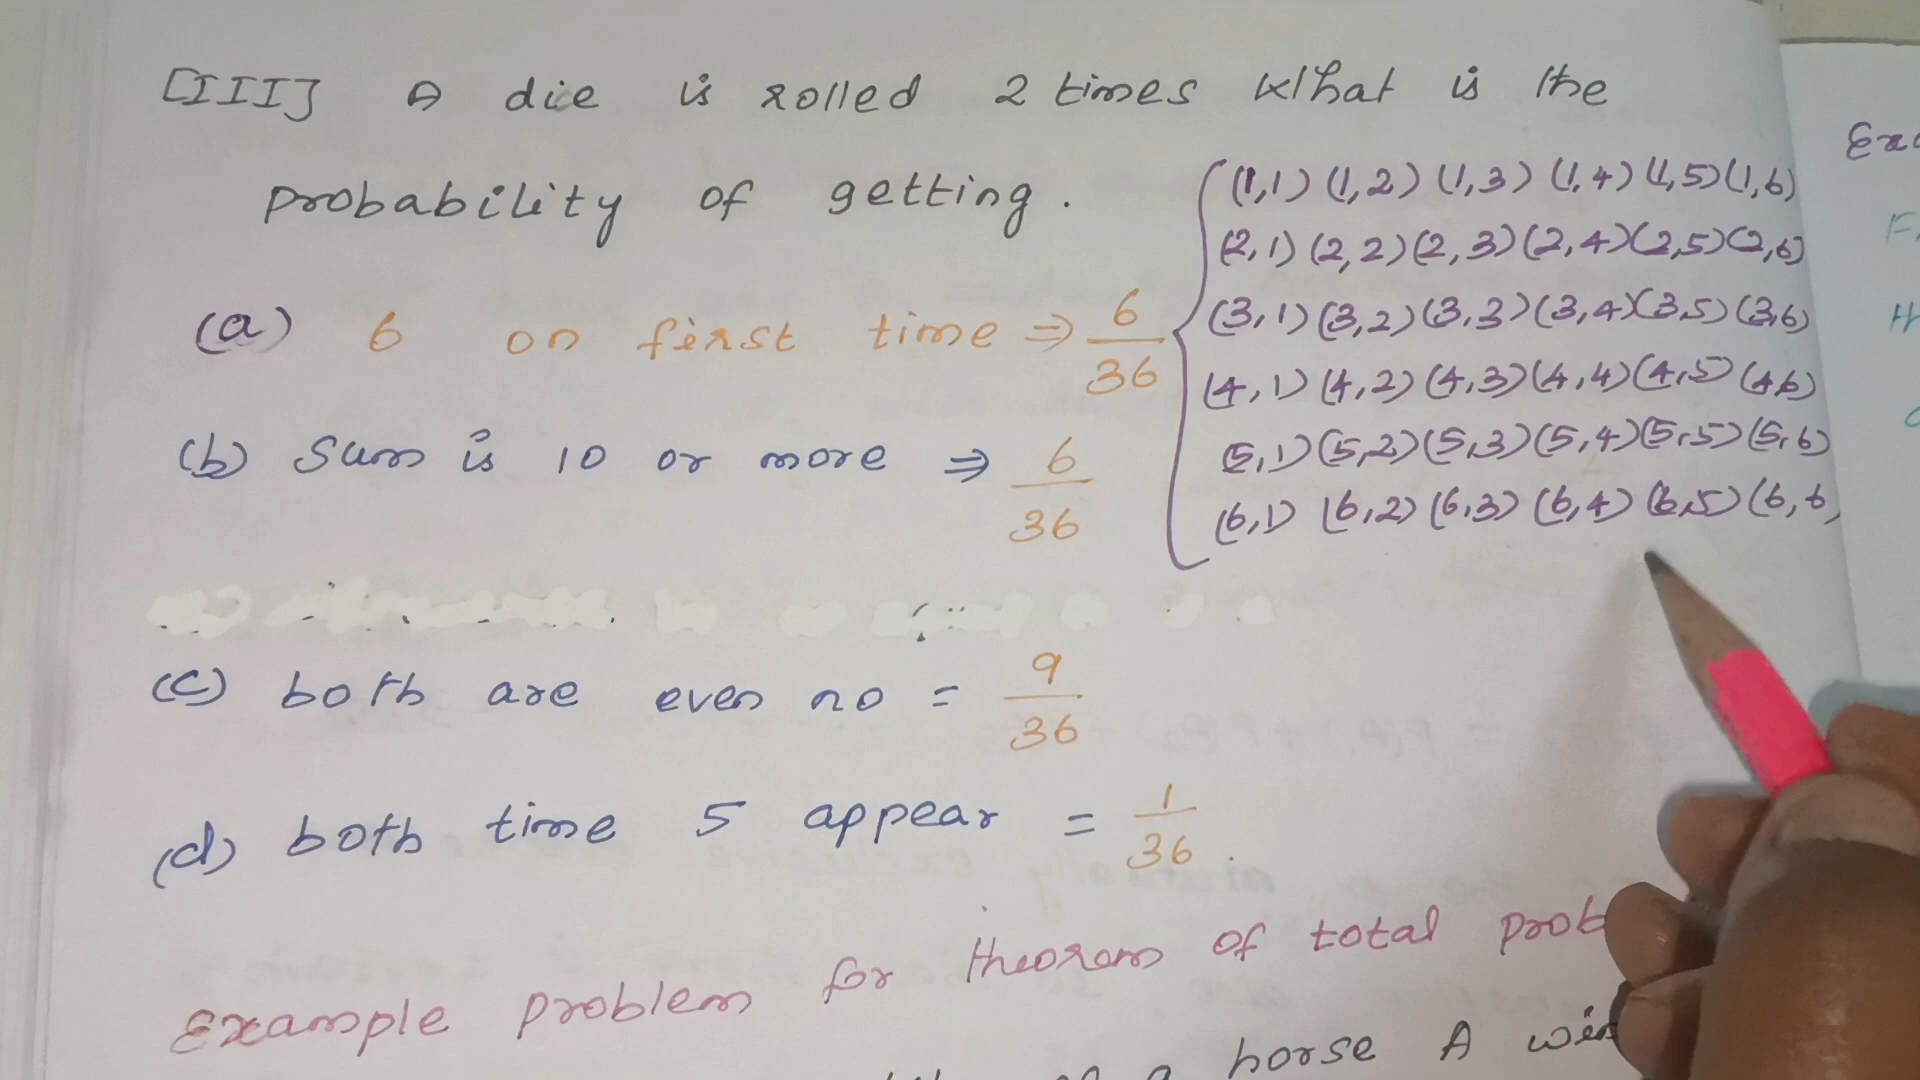 [III] A die is rolled 2 times What is the
probability of getting.
(a) 6 on first time ⇒ 6/36
(b) Sum is 10 or more ⇒ 6/36
(c) both are even no = 9/36
(d) both time 5 appear = 1/36.
(1,1) (1,2) (1,3) (1,4) (1,5) (1,6)
(2,1) (2,2) (2,3) (2,4) (2,5) (2,6)
(3,1) (3,2) (3,3) (3,4) (3,5) (3,6)
(4,1) (4,2) (4,3) (4,4) (4,5) (4,6)
(5,1) (5,2) (5,3) (5,4) (5,5) (5,6)
(6,1) (6,2) (6,3) (6,4) (6,5) (6,6
Example problem for theorem of total prob
horse A win